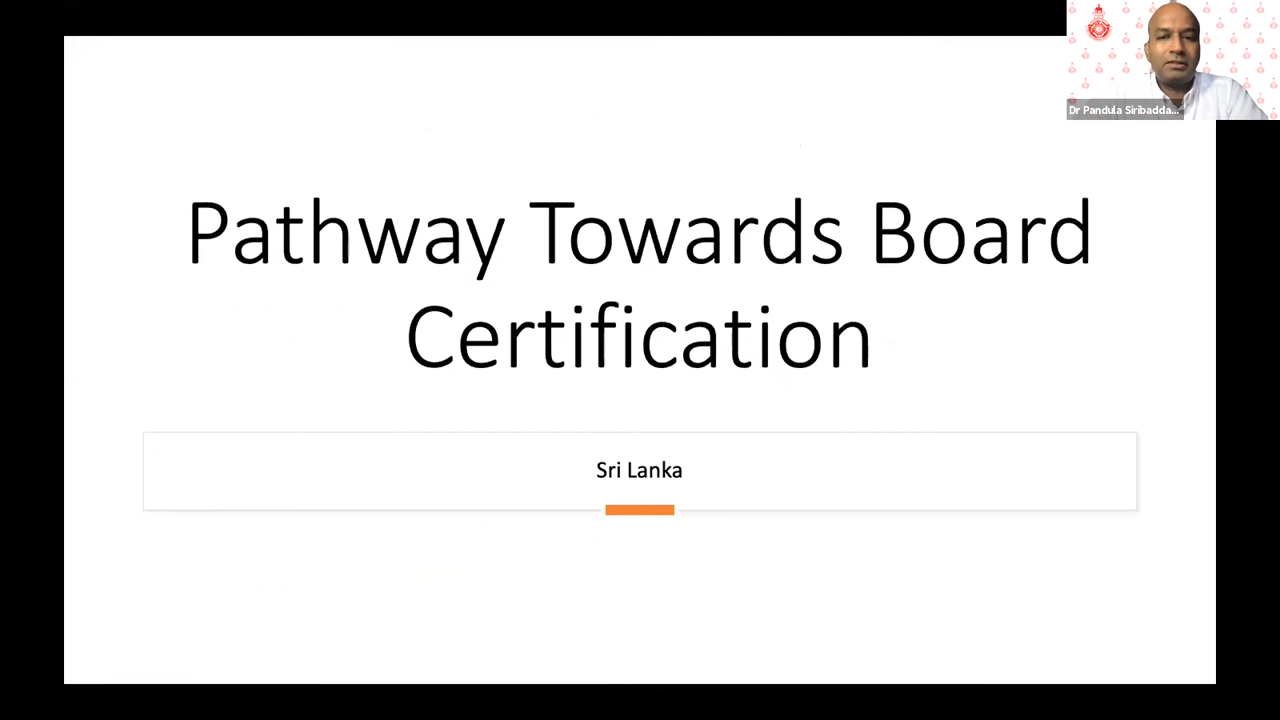 Dr Pandula Siribadda...
Pathway Towards Board
Certification
Sri Lanka